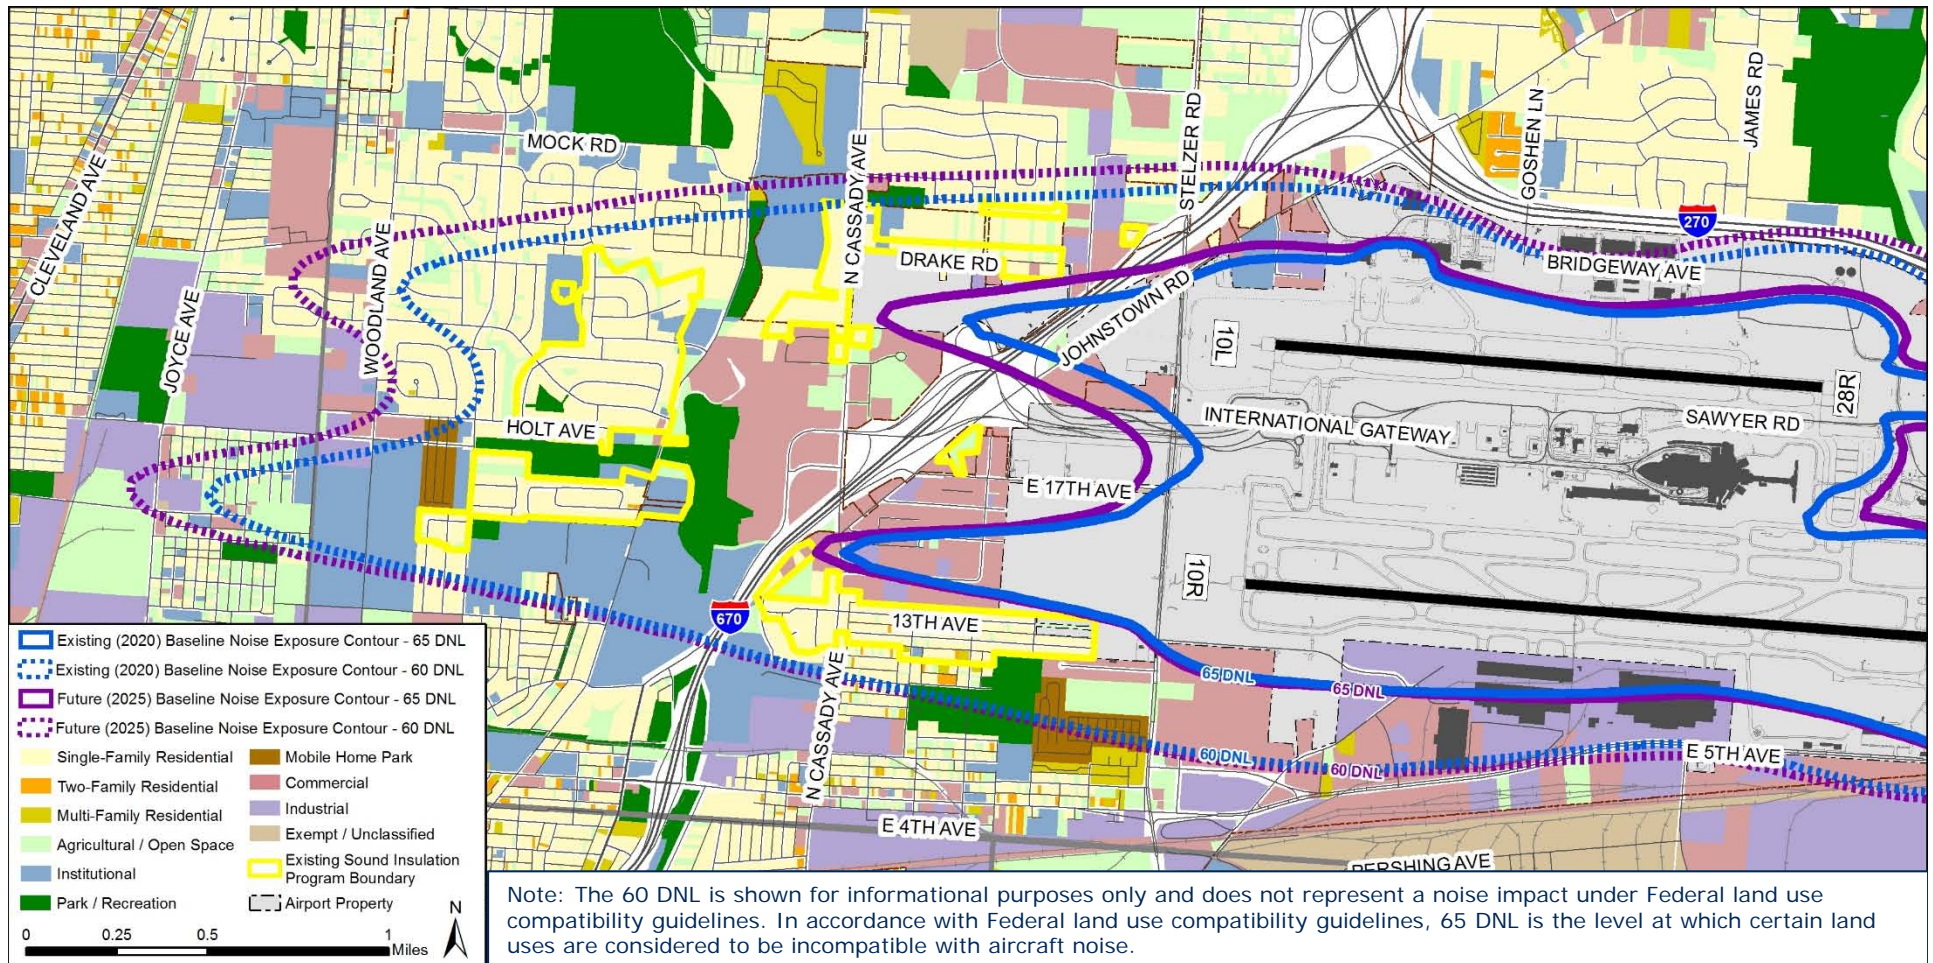 MOCK RD
CLEVELAND AVE
JOYCE AVE
WOODLAND AVE
HOLT AVE
N CASSADY AVE
DRAKE RD
STELZER RD
JOHNSTOWN RD
GOSHEN LN
JAMES RD
270
BRIDGEWAY AVE
10L
28R
INTERNATIONAL GATEWAY
SAWYER RD
E 17TH AVE
10R
670
13TH AVE
N CASSADY AVE
65 DNL
65 DNL
60 DNL
60 DNL
E 5TH AVE
E 4TH AVE
PERSHING AVE
Existing (2020) Baseline Noise Exposure Contour - 65 DNL
Existing (2020) Baseline Noise Exposure Contour - 60 DNL
Future (2025) Baseline Noise Exposure Contour - 65 DNL
Future (2025) Baseline Noise Exposure Contour - 60 DNL
Single-Family Residential
Two-Family Residential
Multi-Family Residential
Agricultural / Open Space
Institutional
Park / Recreation
Mobile Home Park
Commercial
Industrial
Exempt / Unclassified
Existing Sound Insulation
Program Boundary
Airport Property
N
0 0.25 0.5 1
Miles
Note: The 60 DNL is shown for informational purposes only and does not represent a noise impact under Federal land use
compatibility guidelines. In accordance with Federal land use compatibility guidelines, 65 DNL is the level at which certain land
uses are considered to be incompatible with aircraft noise.